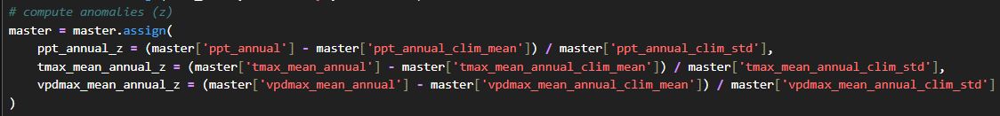 # compute anomalies (z)
master = master.assign(
    ppt_annual_z = (master['ppt_annual'] - master['ppt_annual_clim_mean']) / master['ppt_annual_clim_std'],
    tmax_mean_annual_z = (master['tmax_mean_annual'] - master['tmax_mean_annual_clim_mean']) / master['tmax_mean_annual_clim_std'],
    vpdmax_mean_annual_z = (master['vpdmax_mean_annual'] - master['vpdmax_mean_annual_clim_mean']) / master['vpdmax_mean_annual_clim_std']
)